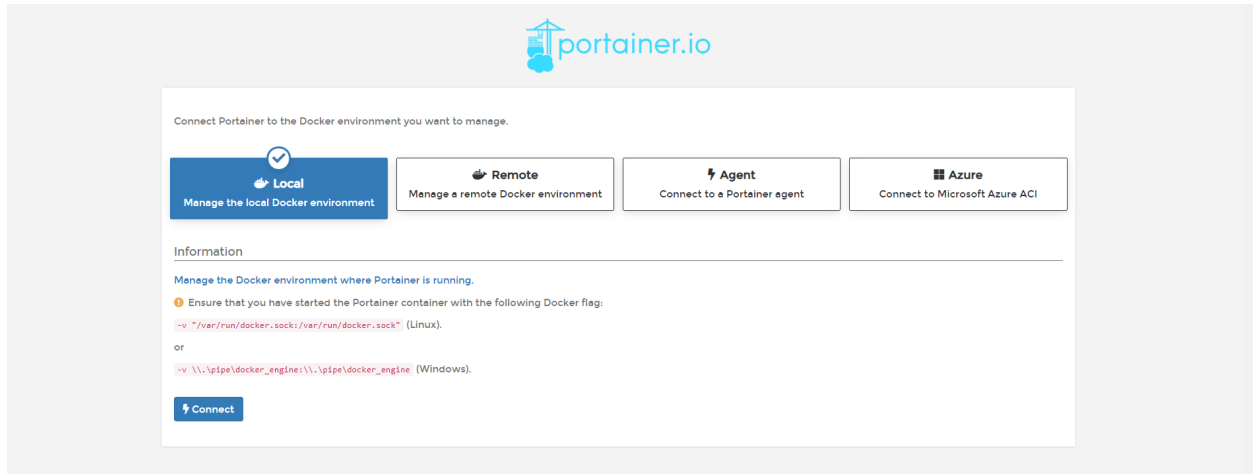 portainer.io
Connect Portainer to the Docker environment you want to manage.
Local
Manage the local Docker environment
Remote
Manage a remote Docker environment
Agent
Connect to a Portainer agent
Azure
Connect to Microsoft Azure ACI
Information
Manage the Docker environment where Portainer is running.
Ensure that you have started the Portainer container with the following Docker flag:
-v "/var/run/docker.sock:/var/run/docker.sock" (Linux).
or
-v \\.\pipe\docker_engine:\\.\pipe\docker_engine (Windows).
Connect